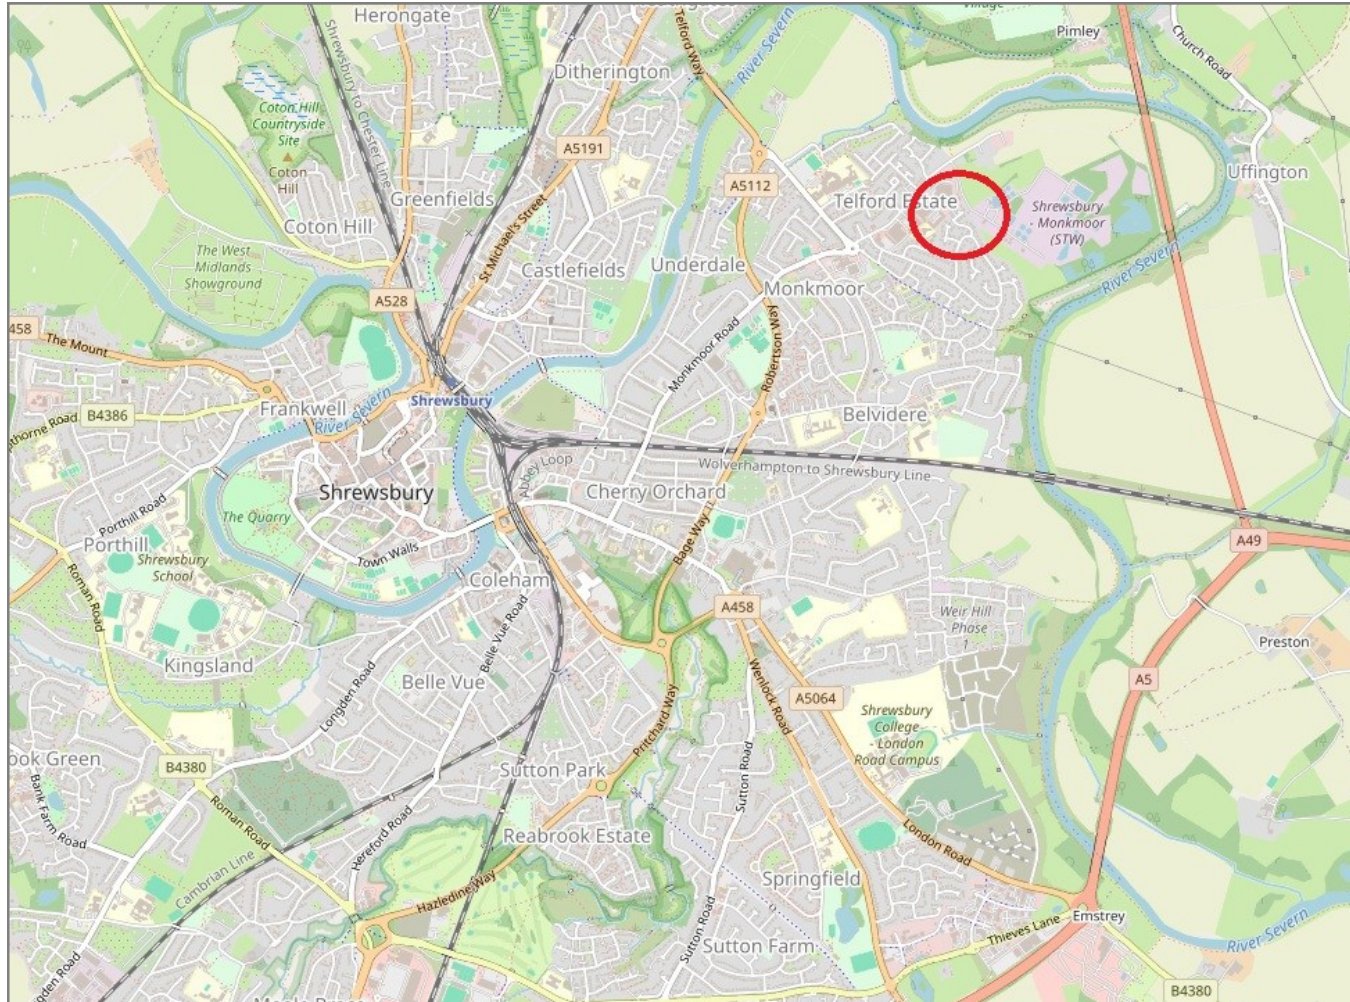 Herongate
Telford Way
Village
Pimley
Church Road
Shrewsbury to Chester Line
Ditherington
River Severn
Coton Hill
Countryside
Site
Coton
Hill
A5191
A5112
Telford Estate
Uffington
Greenfields
Coton Hill
St Michael's Street
Shrewsbury
- Monkmoor
(STW)
The West
Midlands
Showground
Castlefields
Underdale
Monkmoor
River Severn
A528
458
The Mount
Monkmoor Road
Robertson Way
Shrewsbury
B4386
Frankwell
River Severn
Belvidere
Abbey Loop
Wolverhampton to Shrewsbury Line
Shrewsbury
Cherry Orchard
The Quarry
Porthill Road
Porthill
Shrewsbury
School
Town Walls
Bage Way
A49
Roman Road
Coleham
A458
Weir Hill
Phase
1
Preston
Kingsland
Belle Vue Road
Belle Vue
Longden Road
Pritchard Way
Wenlock Road
A5064
A5
Shrewsbury
College -
- London
Road Campus
ook Green
B4380
Bank Farm Road
Roman Road
Sutton Park
Sutton Road
Hereford Road
Reabrook Estate
London Road
Cambrian Line
Hazledine Way
Springfield
Sutton Road
Sutton Farm
Thieves Lane
Emstrey
River Severn
Longden Road
B4380